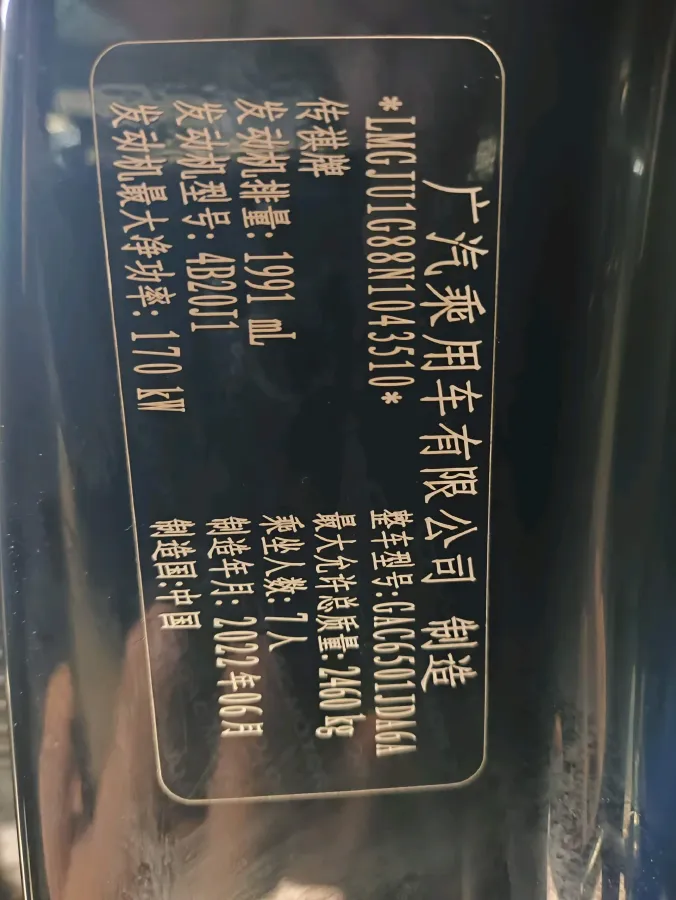 广汽乘用车有限公司 制造
*LMGJU1G88N1043510* 整车型号:GAC6501JDA6A
传祺牌 最大允许总质量:2460kg
发动机排量:1991 mL 乘坐人数:7人
发动机型号:4B20J1 制造年月:2022年06月
发动机最大净功率:170 kW 制造国:中国